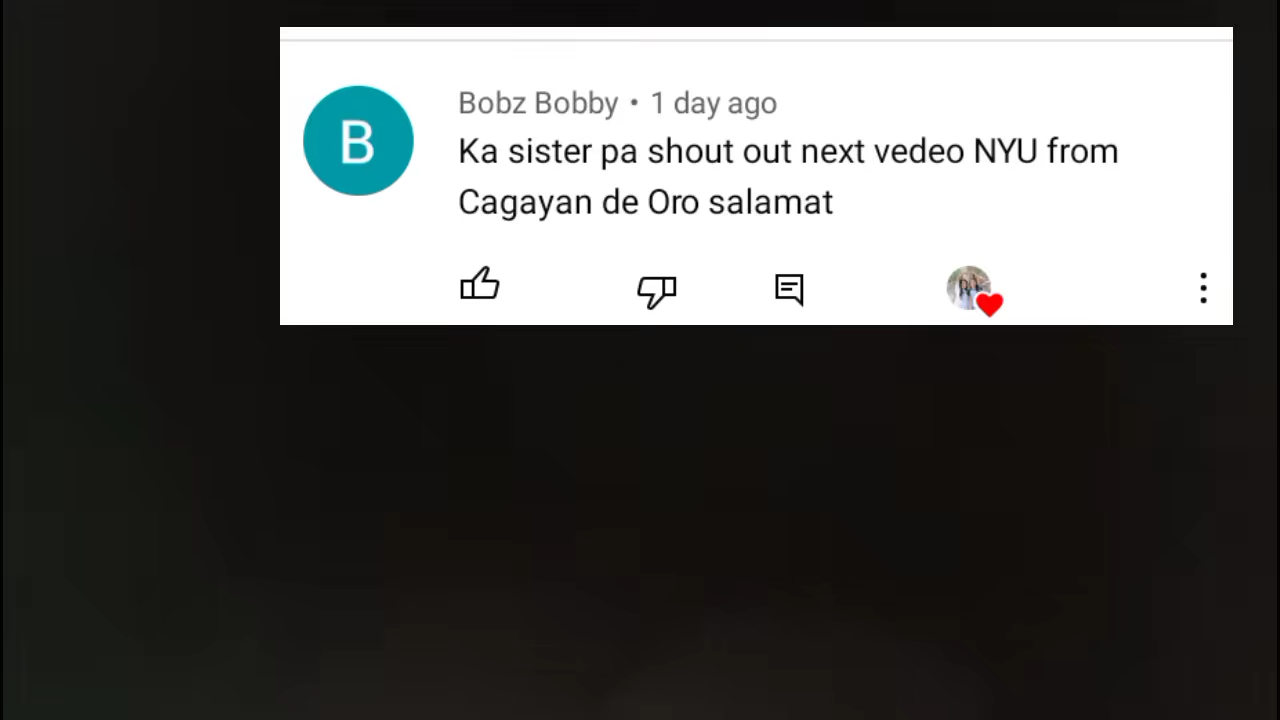 B
Bobz Bobby • 1 day ago
Ka sister pa shout out next vedeo NYU from
Cagayan de Oro salamat